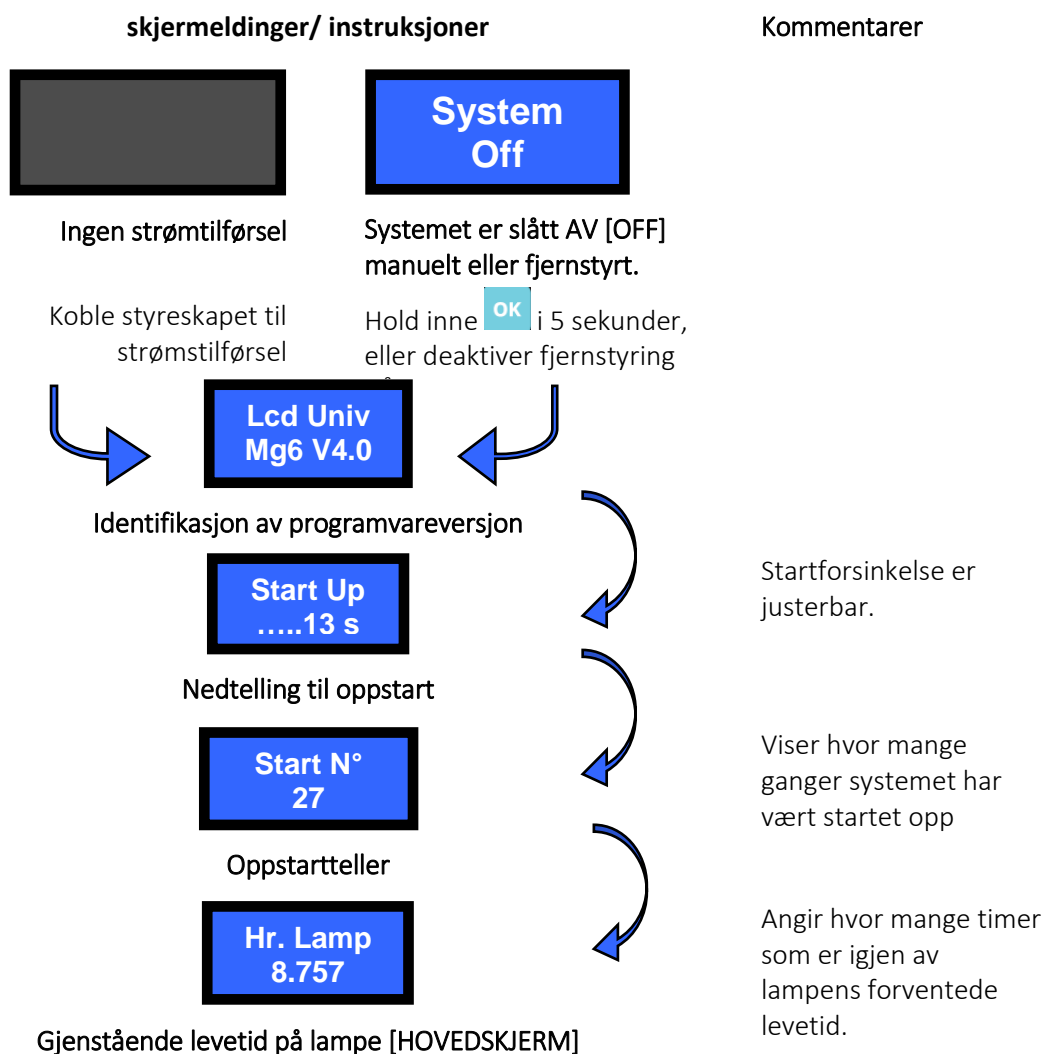 skjermeldinger/ instruksjoner
Kommentarer
System
Off
Ingen strømtilførsel
Systemet er slått AV [OFF]
manuelt eller fjernstyrt.
Koble styreskapet til
strømstilførsel
Hold inne OK i 5 sekunder,
eller deaktiver fjernstyring
Lcd Univ
Mg6 V4.0
Identifikasjon av programvareversjon
Start Up
…..13 s
Startforsinkelse er
justerbar.
Nedtelling til oppstart
Start N°
27
Viser hvor mange
ganger systemet har
vært startet opp
Oppstartteller
Hr. Lamp
8.757
Angir hvor mange timer
som er igjen av
lampens forventede
levetid.
Gjenstående levetid på lampe [HOVEDSKJERM]